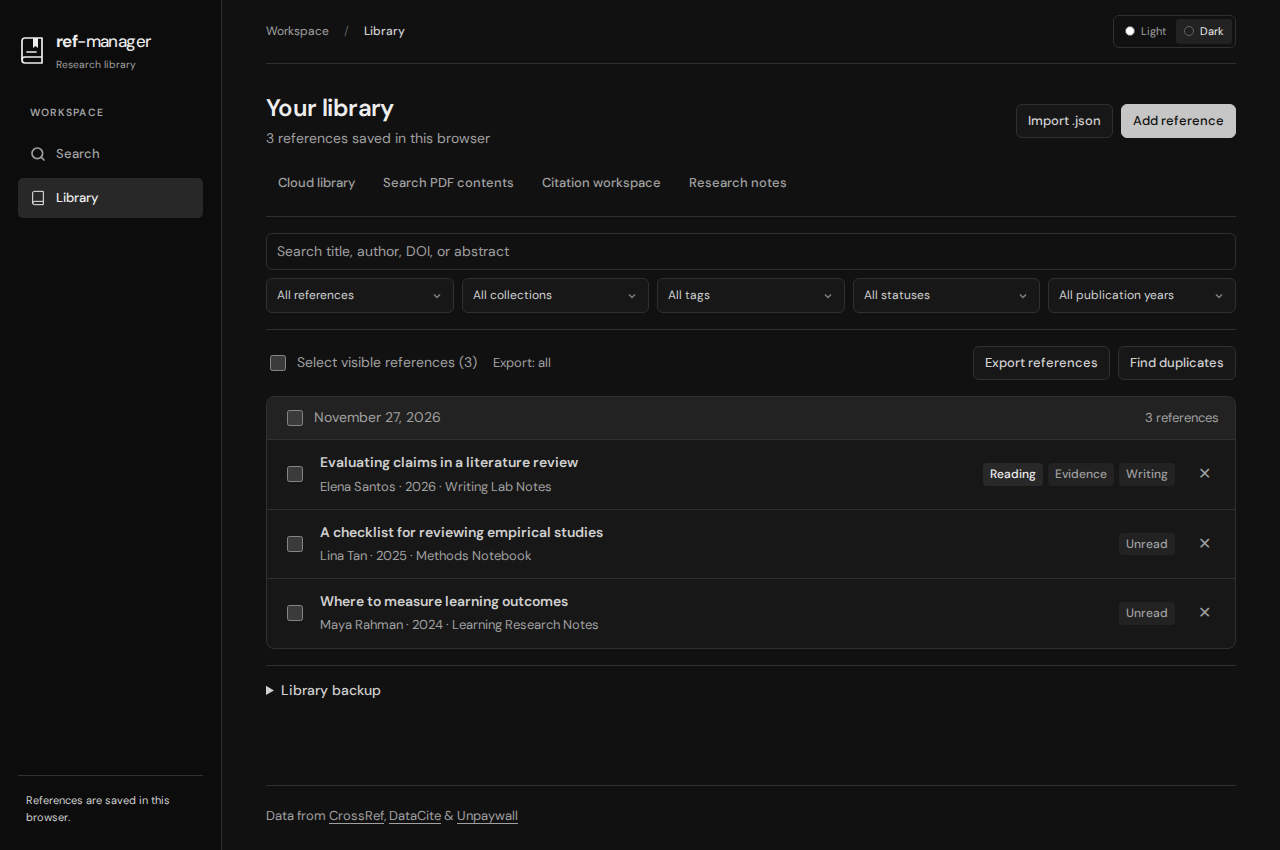 ref-manager
Research library
WORKSPACE
Search
Library
References are saved in this
browser.
Workspace / Library
Light
Dark
Your library
3 references saved in this browser
Import .json
Add reference
Cloud library
Search PDF contents
Citation workspace
Research notes
Search title, author, DOI, or abstract
All references
All collections
All tags
All statuses
All publication years
Select visible references (3)
Export: all
Export references
Find duplicates
November 27, 2026
3 references
Evaluating claims in a literature review
Elena Santos · 2026 · Writing Lab Notes
Reading
Evidence
Writing
A checklist for reviewing empirical studies
Lina Tan · 2025 · Methods Notebook
Unread
Where to measure learning outcomes
Maya Rahman · 2024 · Learning Research Notes
Unread
Library backup
Data from CrossRef, DataCite & Unpaywall